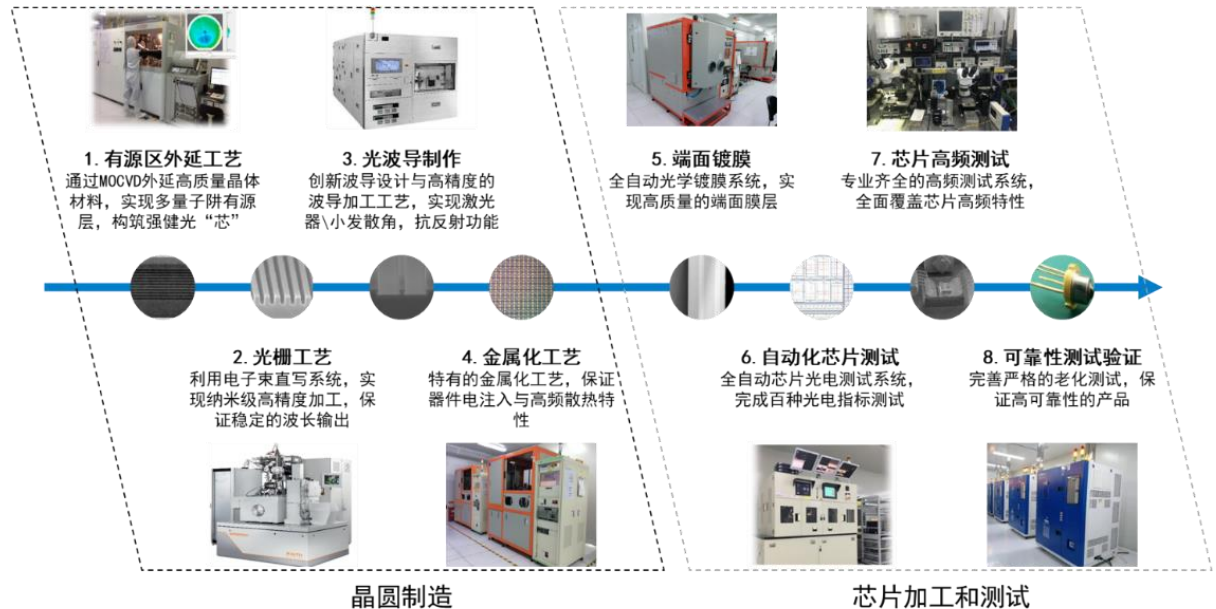 1. 有源区外延工艺
通过MOCVD外延高质量晶体
材料，实现多量子阱有源
层，构筑强健光“芯”
3. 光波导制作
创新波导设计与高精度的
波导加工工艺，实现激光
器\小发散角，抗反射功能
5. 端面镀膜
全自动光学镀膜系统，实
现高质量的端面膜层
7. 芯片高频测试
专业齐全的高频测试系统，
全面覆盖芯片高频特性
2. 光栅工艺
利用电子束直写系统，实
现纳米级高精度加工，保
证稳定的波长输出
4. 金属化工艺
特有的金属化工艺，保证
器件电注入与高频散热特
性
6. 自动化芯片测试
全自动芯片光电测试系统，
完成百种光电指标测试
8. 可靠性测试验证
完善严格的老化测试，保
证高可靠性的产品
晶圆制造
芯片加工和测试